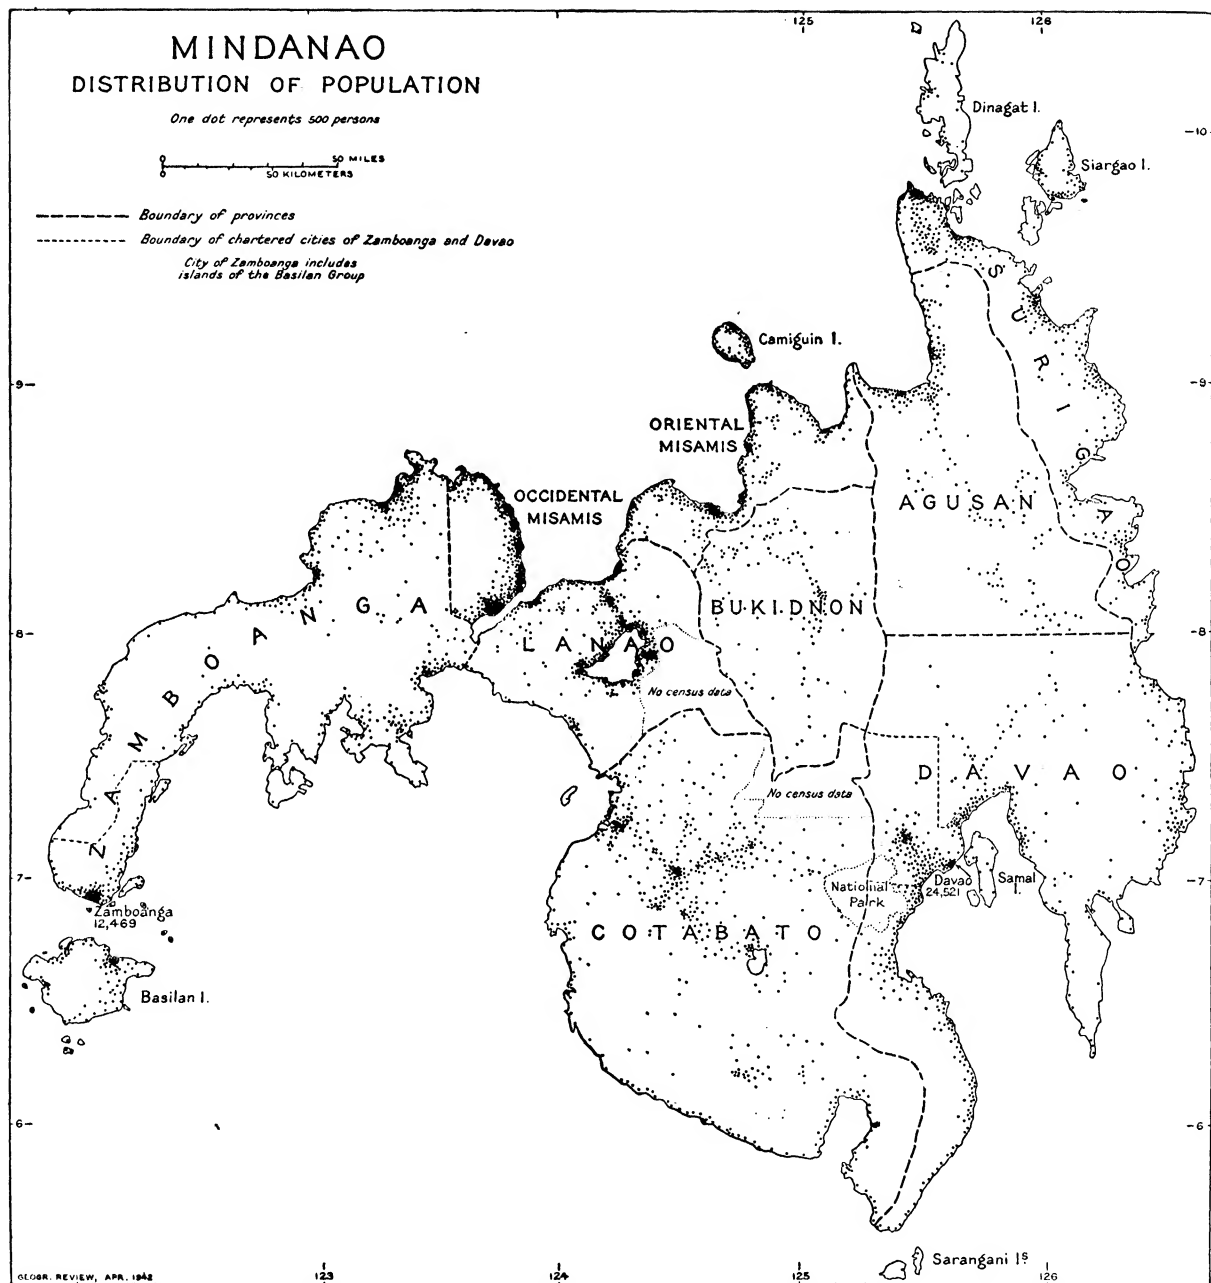 MINDANAO
DISTRIBUTION OF POPULATION
One dot represents 500 persons
0 50 MILES
0 50 KILOMETERS
Boundary of provinces
Boundary of chartered cities of Zamboanga and Davao
City of Zamboanga includes
islands of the Basilan Group
125
126
Dinagat I.
-10
Siargao I.
SURIGAO
Camiguin I.
9-
-9
ORIENTAL
MISAMIS
OCCIDENTAL
MISAMIS
AGUSAN
ZAMBOANGA
BUKIDNON
LANAO
8-
-8
No census data
DAVAO
No census data
7-
-7
National
Park
Davao
24,521
Samal
I.
Zamboanga
12,469
COTABATO
Basilan I.
6-
-6
Sarangani Is
GEOGR. REVIEW, APR. 1942
123
124
125
126